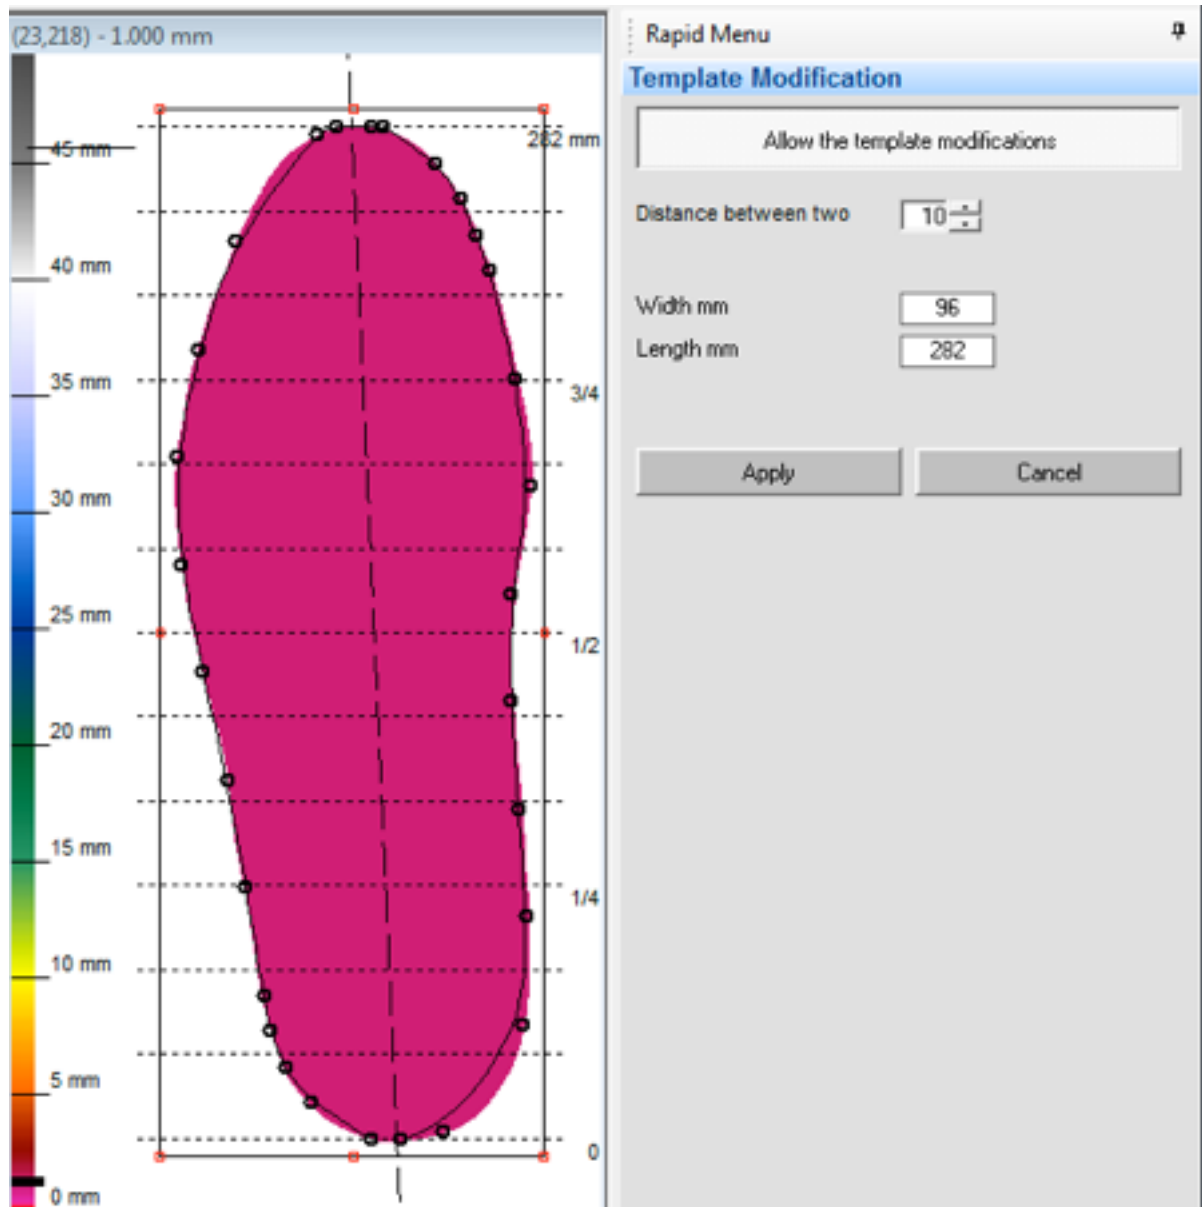 (23,218) - 1.000 mm
Rapid Menu
Template Modification
Allow the template modifications
282 mm
45 mm
Distance between two 10
40 mm
Width mm 96
Length mm 282
35 mm
3/4
Apply Cancel
30 mm
25 mm
1/2
20 mm
15 mm
1/4
10 mm
5 mm
0
0 mm